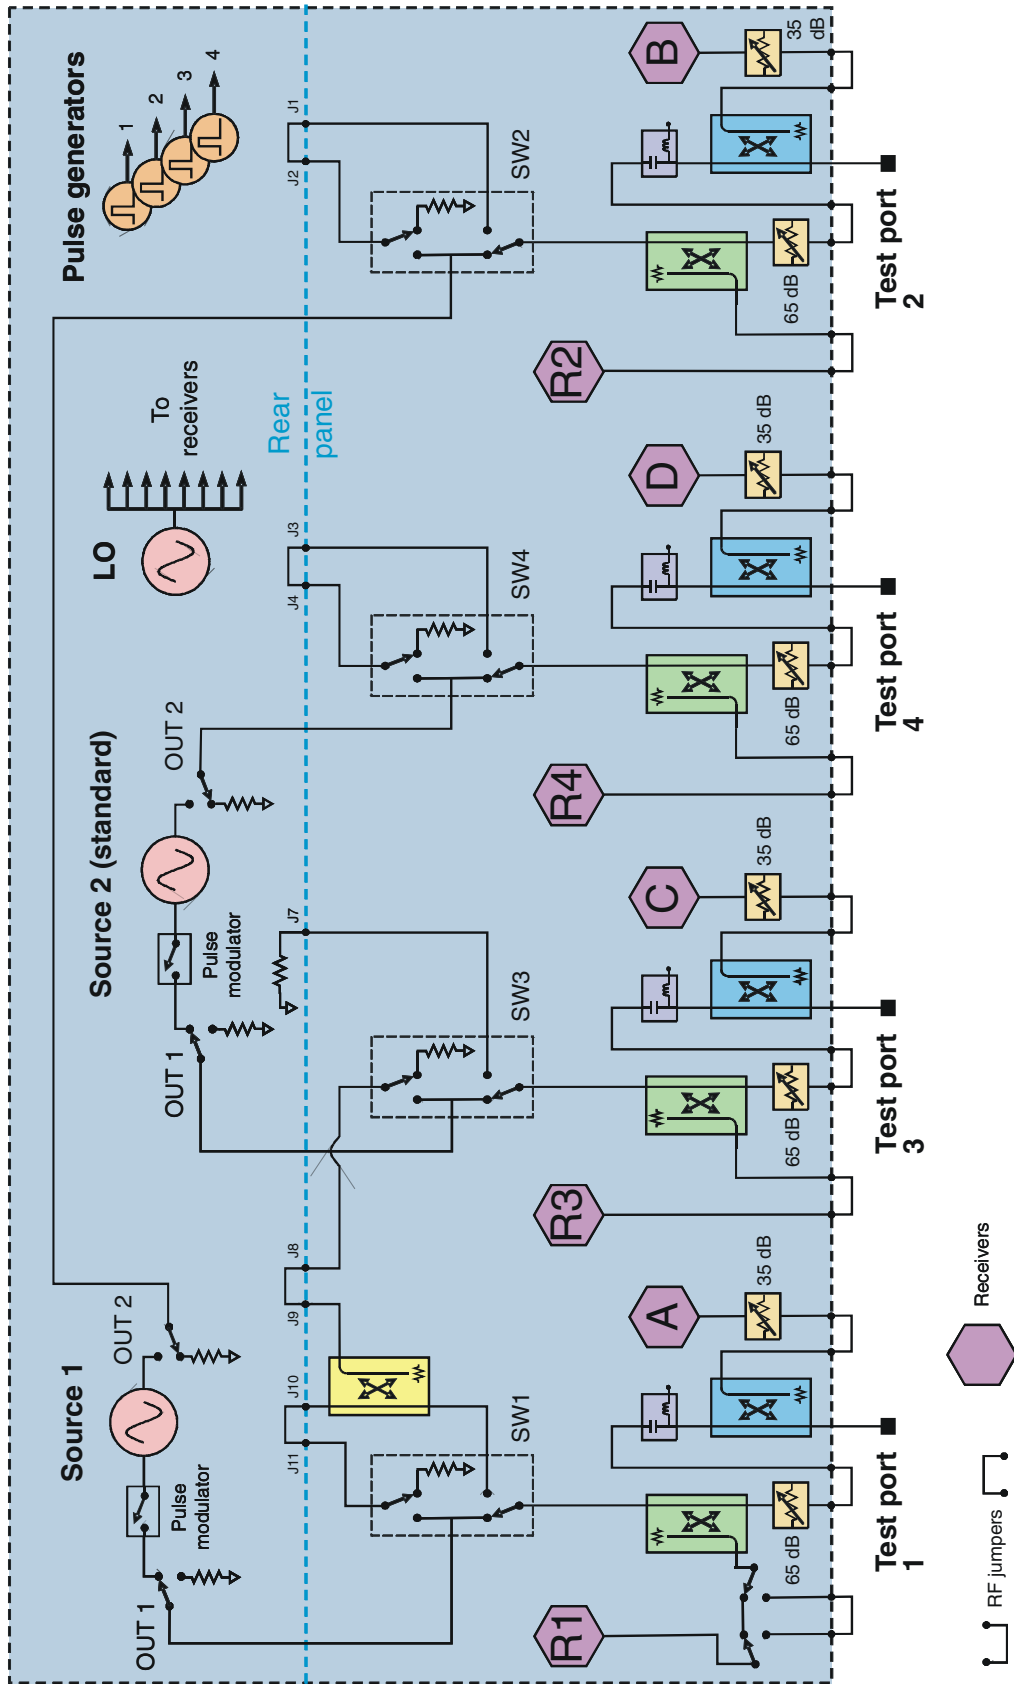 Source 1
OUT 1
OUT 2
Pulse
modulator
Source 2 (standard)
OUT 1
OUT 2
Pulse
modulator
LO
To
receivers
Pulse generators
1
2
3
4
Rear
panel
J11
J10
J9
J8
J7
J4
J3
J2
J1
SW1
SW3
SW4
SW2
R1
A
R3
C
R4
D
R2
B
65 dB
35 dB
65 dB
35 dB
65 dB
35 dB
65 dB
35
dB
Test port
1
Test port
3
Test port
4
Test port
2
RF jumpers
Receivers